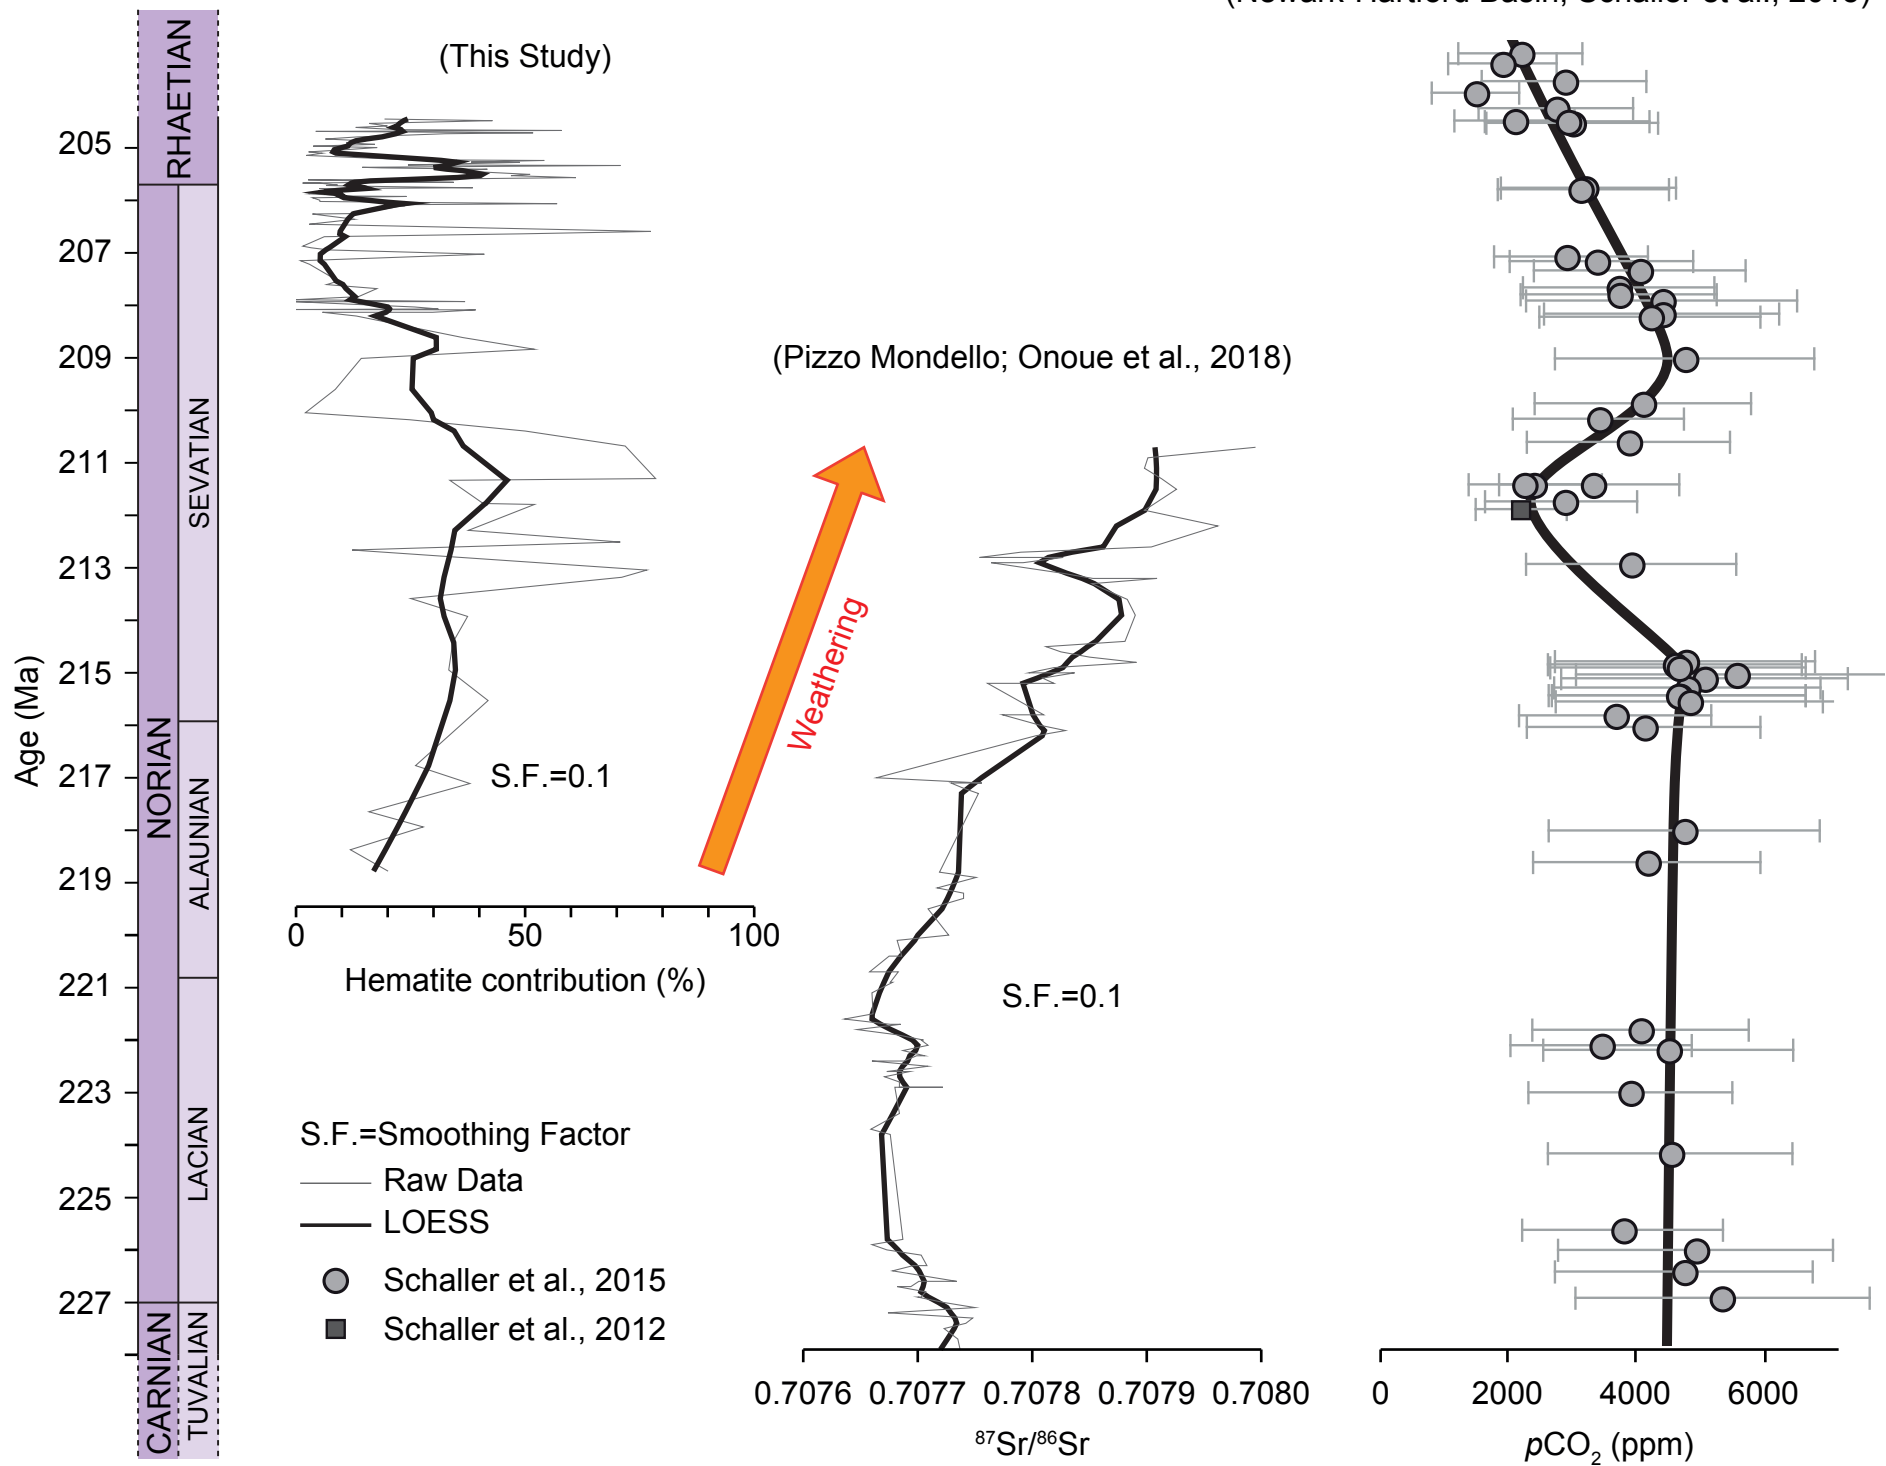 (Newark-Hartford Basin; Schaller et al., 2015)
(This Study)
(Pizzo Mondello; Onoue et al., 2018)
Age (Ma)
205
207
209
211
213
215
217
219
221
223
225
227
RHAETIAN
NORIAN
CARNIAN
SEVATIAN
ALAUNIAN
LACIAN
TUVALIAN
S.F.=0.1
0 50 100
Hematite contribution (%)
Weathering
S.F.=0.1
S.F.=Smoothing Factor
Raw Data
LOESS
Schaller et al., 2015
Schaller et al., 2012
0.7076 0.7077 0.7078 0.7079 0.7080
⁸⁷Sr/⁸⁶Sr
0 2000 4000 6000
pCO₂ (ppm)